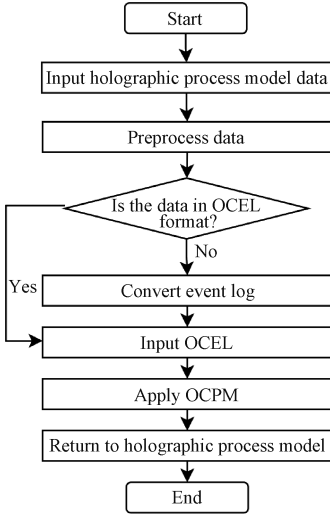 Start
Input holographic process model data
Preprocess data
Is the data in OCEL
format?
No
Yes
Convert event log
Input OCEL
Apply OCPM
Return to holographic process model
End